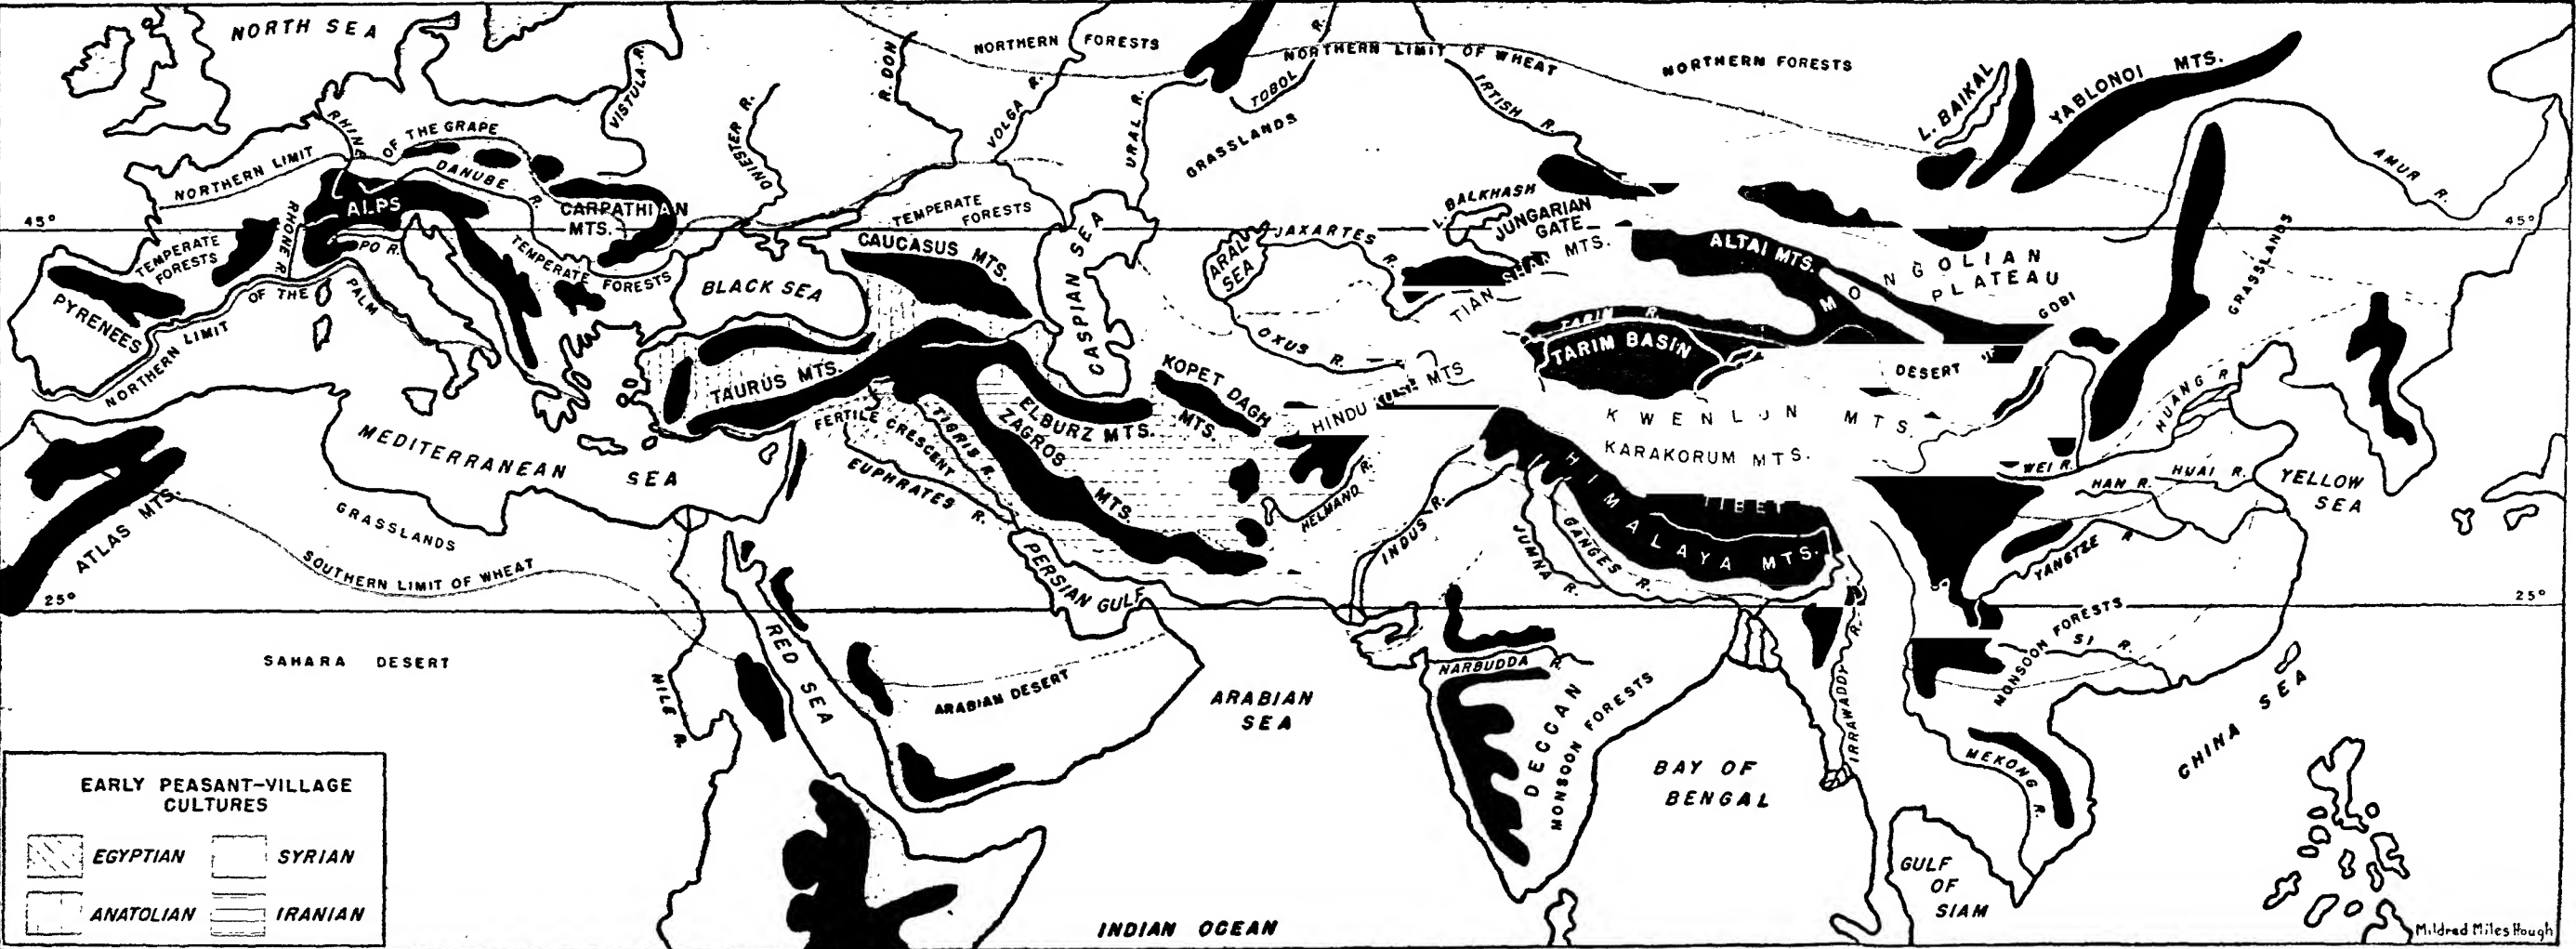 NORTH SEA
NORTHERN FORESTS
NORTHERN LIMIT OF WHEAT
NORTHERN FORESTS
L. BAIKAL
YABLONOI MTS.
AMUR R.
RHINE
NORTHERN LIMIT
OF
THE GRAPE
VISTULA R.
DNIESTER R.
R. DON
VOLGA R.
URAL R.
R.
TOBOL
GRASSLANDS
IRTISH R.
DANUBE R.
45°
ALPS
CARPATHIAN
MTS.
TEMPERATE
FORESTS
L. BALKHASH
JUNGARIAN
GATE
45°
TEMPERATE
FORESTS
RHONE R.
PO R.
TEMPERATE
FORESTS
CAUCASUS MTS.
CASPIAN SEA
ARAL
SEA
JAXARTES R.
TIAN SHAN MTS.
ALTAI MTS.
MONGOLIAN
PLATEAU
GOBI
DESERT
GRASSLANDS
PYRENEES
NORTHERN LIMIT
OF THE
PALM
BLACK SEA
OXUS R.
TARIM R.
TARIM BASIN
TAURUS MTS.
KOPET DAGH
MTS.
HINDU KUSH MTS
KWENLUN MTS.
KARAKORUM MTS.
HUANG R
MEDITERRANEAN SEA
FERTILE CRESCENT
TIGRIS R.
EUPHRATES R.
ELBURZ MTS.
ZAGROS
MTS.
HELMAND R.
INDUS R.
HIMALAYA MTS.
TIBET
WEI R.
HAN R.
HUAI R.
YELLOW
SEA
ATLAS MTS.
GRASSLANDS
SOUTHERN LIMIT OF WHEAT
PERSIAN GULF
JUMNA R.
GANGES R.
YANGTZE R
25°
25°
SAHARA DESERT
NILE R.
RED SEA
ARABIAN DESERT
ARABIAN
SEA
NARBUDDA R.
DECCAN
MONSOON FORESTS
BAY OF
BENGAL
IRRAWADDY R.
MONSOON FORESTS
SI R.
MEKONG R.
CHINA SEA
GULF
OF
SIAM
INDIAN OCEAN
EARLY PEASANT-VILLAGE
CULTURES
EGYPTIAN
SYRIAN
ANATOLIAN
IRANIAN
Mildred Miles Hough